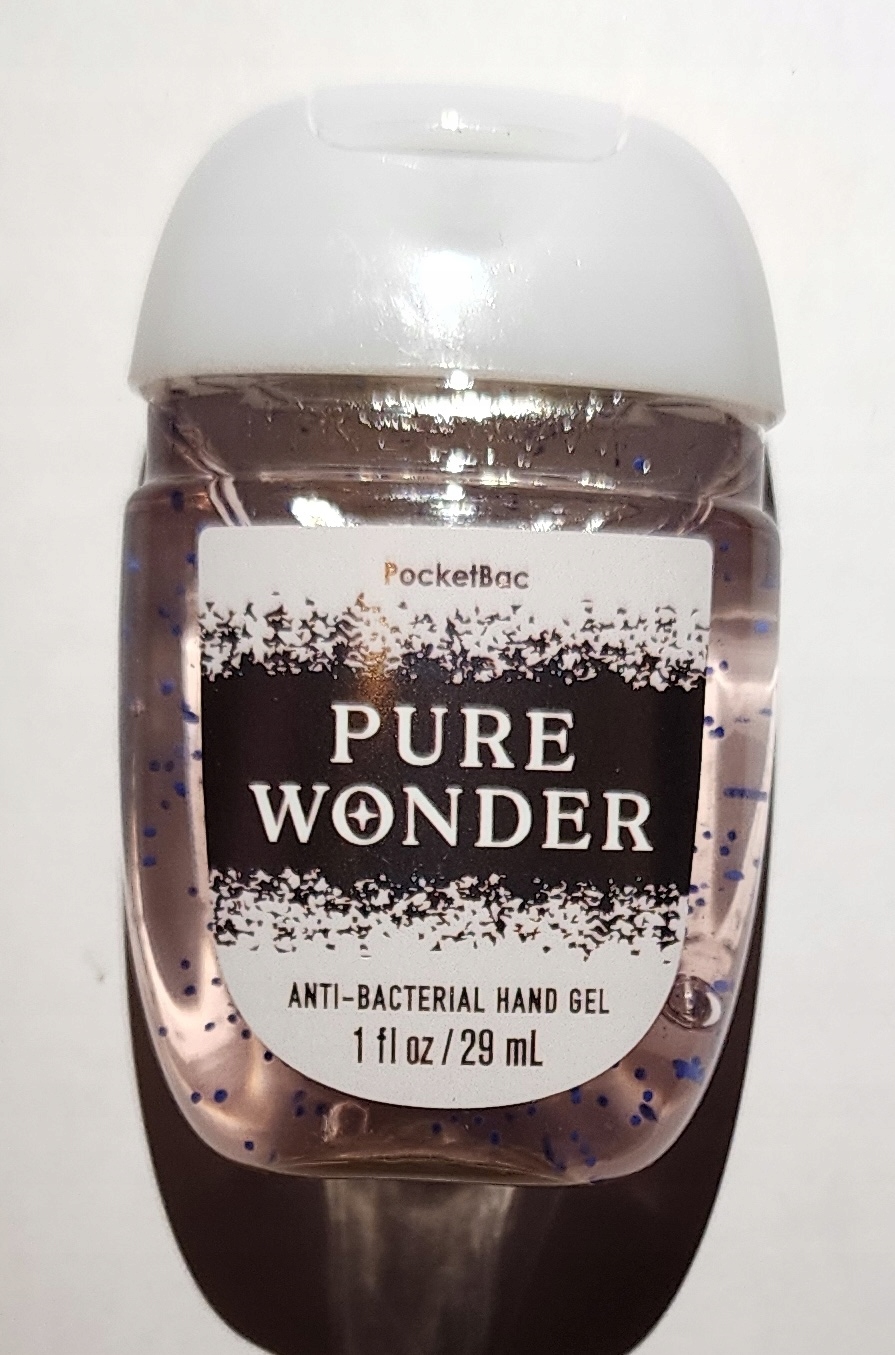 PocketBac
PURE
WONDER
ANTI-BACTERIAL HAND GEL
1 fl oz / 29 mL